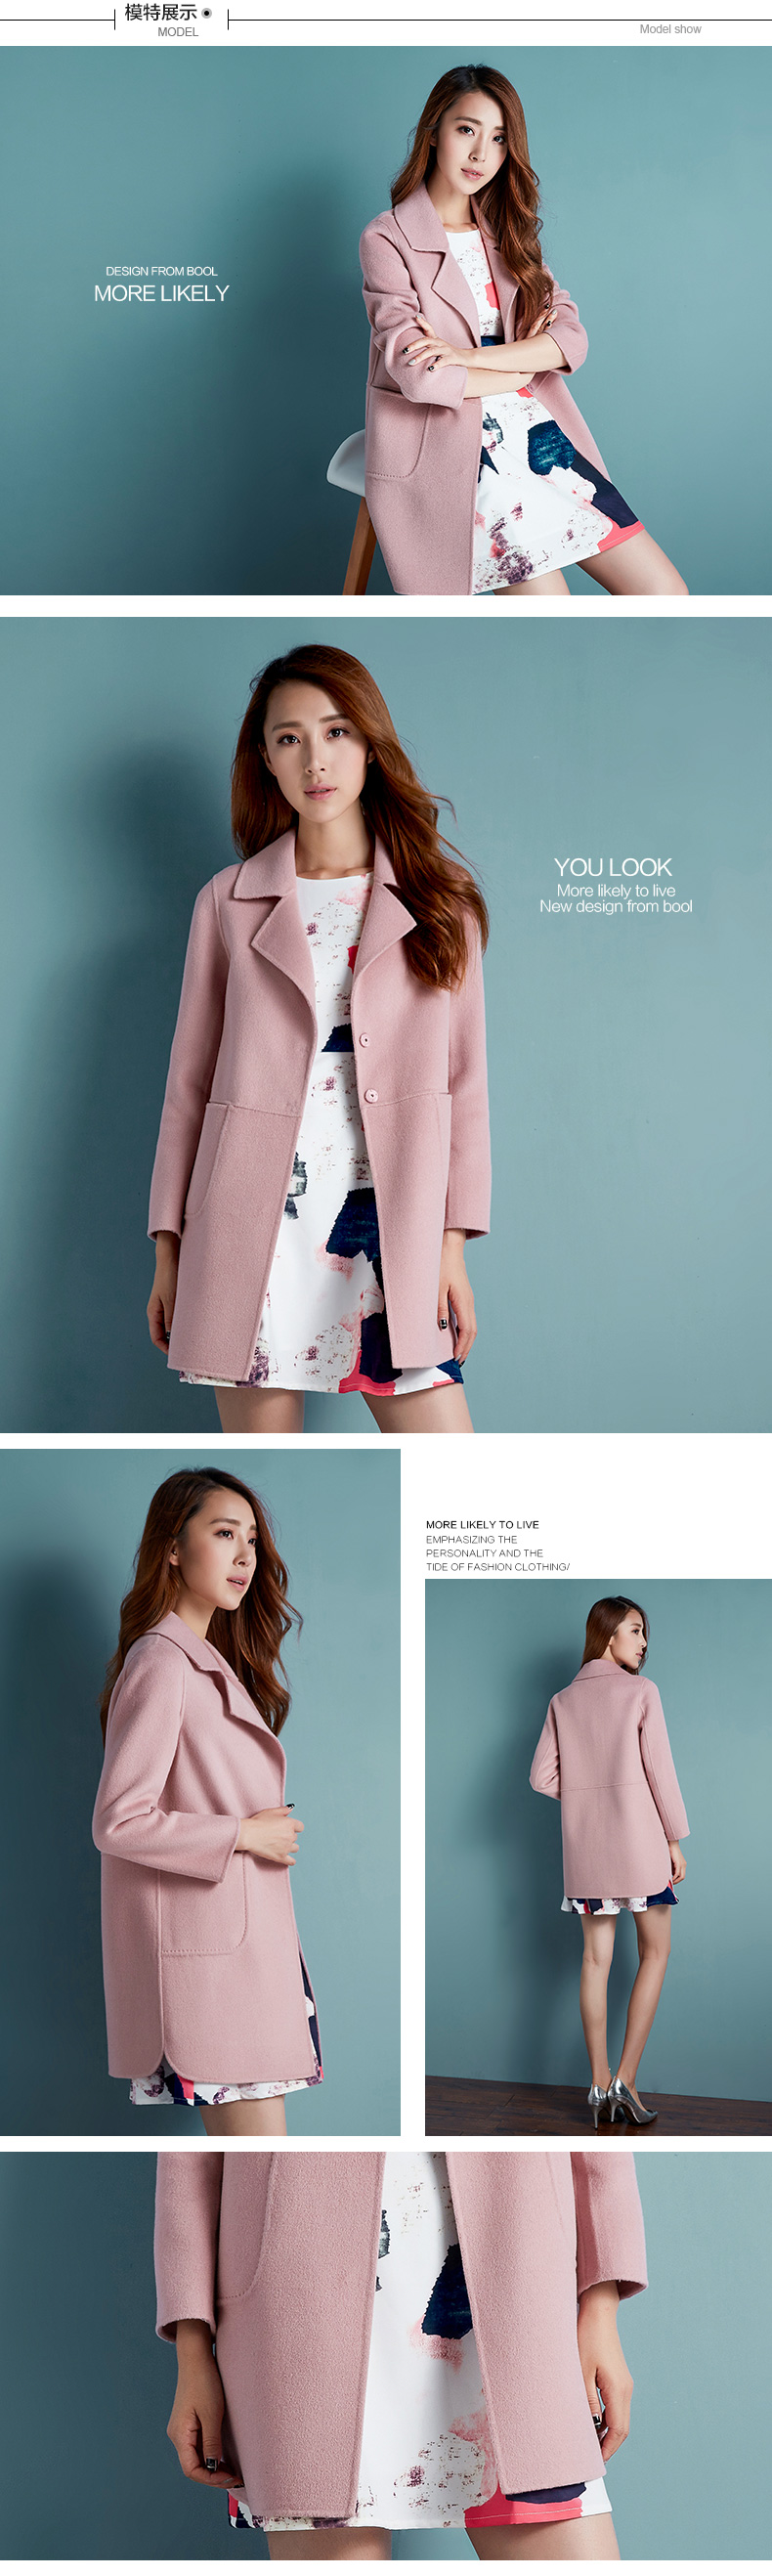 模特展示
MODEL
Model show
DESIGN FROM BOOL
MORE LIKELY
YOU LOOK
More likely to live
New design from bool
MORE LIKELY TO LIVE
EMPHASIZING THE
PERSONALITY AND THE
TIDE OF FASHION CLOTHING/